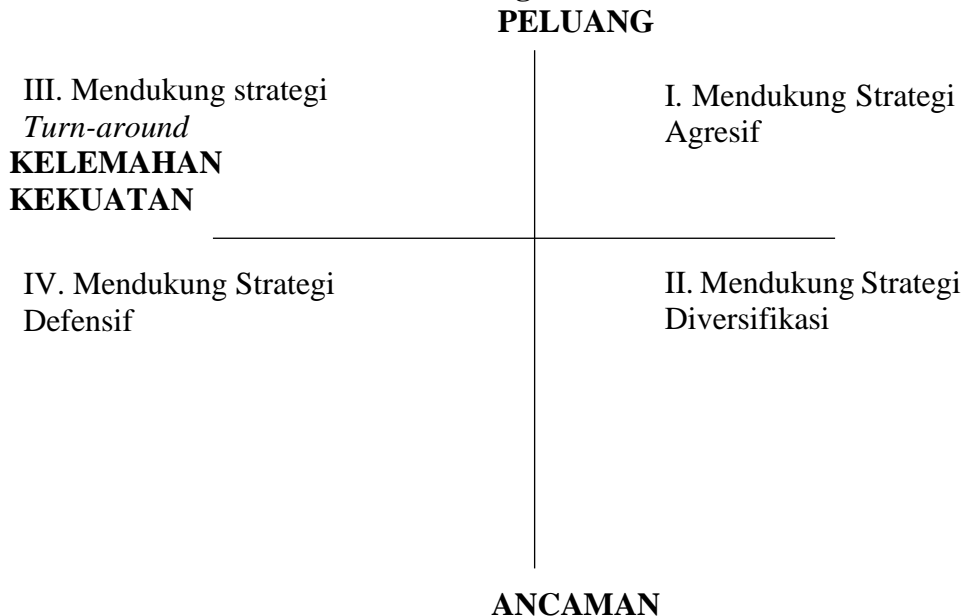 PELUANG
III. Mendukung strategi
Turn-around
KELEMAHAN
KEKUATAN
I. Mendukung Strategi
Agresif
IV. Mendukung Strategi
Defensif
II. Mendukung Strategi
Diversifikasi
ANCAMAN